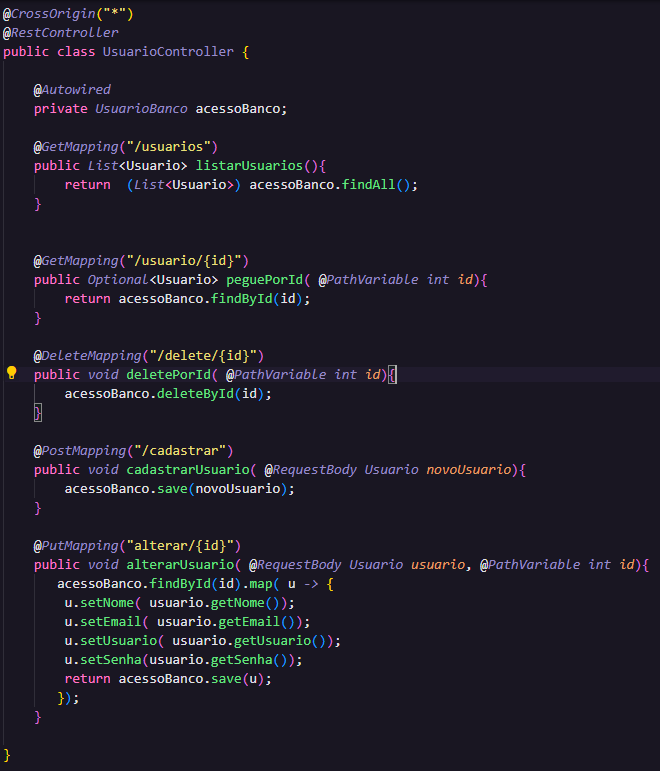 @CrossOrigin("*")
@RestController
public class UsuarioController {
@Autowired
private UsuarioBanco acessoBanco;
@GetMapping("/usuarios")
public List<Usuario> listarUsuarios(){
return  (List<Usuario>) acessoBanco.findAll();
}
@GetMapping("/usuario/{id}")
public Optional<Usuario> peguePorId( @PathVariable int id){
return acessoBanco.findById(id);
}
@DeleteMapping("/delete/{id}")
public void deletePorId( @PathVariable int id){
acessoBanco.deleteById(id);
}
@PostMapping("/cadastrar")
public void cadastrarUsuario( @RequestBody Usuario novoUsuario){
acessoBanco.save(novoUsuario);
}
@PutMapping("alterar/{id}")
public void alterarUsuario( @RequestBody Usuario usuario, @PathVariable int id){
acessoBanco.findById(id).map( u -> {
u.setNome( usuario.getNome());
u.setEmail( usuario.getEmail());
u.setUsuario( usuario.getUsuario());
u.setSenha(usuario.getSenha());
return acessoBanco.save(u);
});
}
}